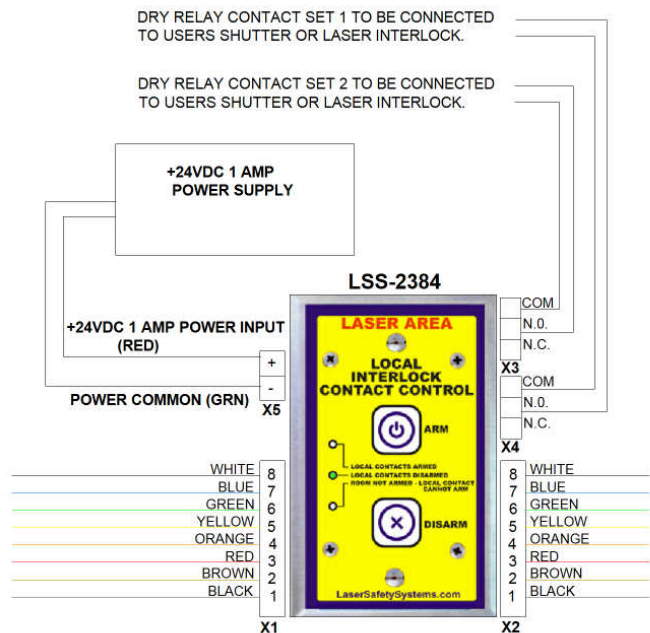 DRY RELAY CONTACT SET 1 TO BE CONNECTED
TO USERS SHUTTER OR LASER INTERLOCK.
DRY RELAY CONTACT SET 2 TO BE CONNECTED
TO USERS SHUTTER OR LASER INTERLOCK.
+24VDC 1 AMP
POWER SUPPLY
LSS-2384
+24VDC 1 AMP POWER INPUT
(RED)
+
-
POWER COMMON (GRN)
X5
LASER AREA
LOCAL
INTERLOCK
CONTACT CONTROL
ARM
LOCAL CONTACTS ARMED
LOCAL CONTACTS DISARMED
ROOM NOT ARMED - LOCAL CONTACT
CANNOT ARM
DISARM
LaserSafetySystems.com
COM
N.0.
N.C.
X3
COM
N.0.
N.C.
X4
WHITE 8
BLUE 7
GREEN 6
YELLOW 5
ORANGE 4
RED 3
BROWN 2
BLACK 1
X1
8 WHITE
7 BLUE
6 GREEN
5 YELLOW
4 ORANGE
3 RED
2 BROWN
1 BLACK
X2